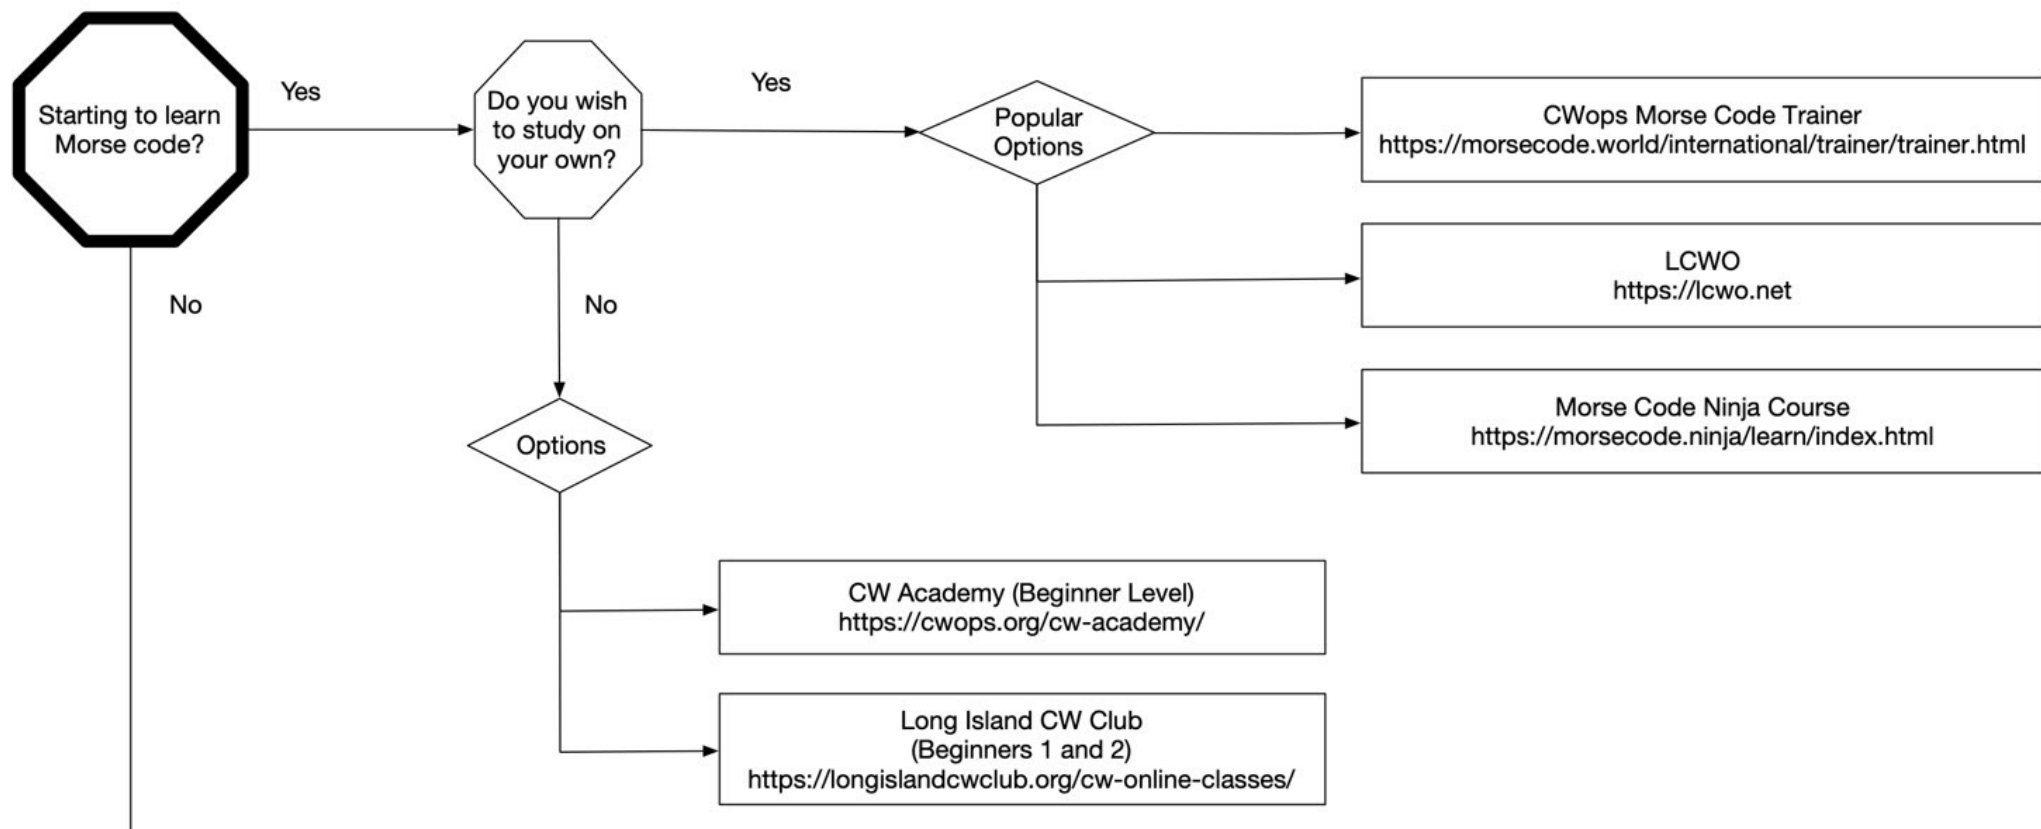 Starting to learn
Morse code?
Yes
Do you wish
to study on
your own?
Yes
Popular
Options
CWops Morse Code Trainer
https://morsecode.world/international/trainer/trainer.html
LCWO
https://lcwo.net
Morse Code Ninja Course
https://morsecode.ninja/learn/index.html
No
No
Options
CW Academy (Beginner Level)
https://cwops.org/cw-academy/
Long Island CW Club
(Beginners 1 and 2)
https://longislandcwclub.org/cw-online-classes/